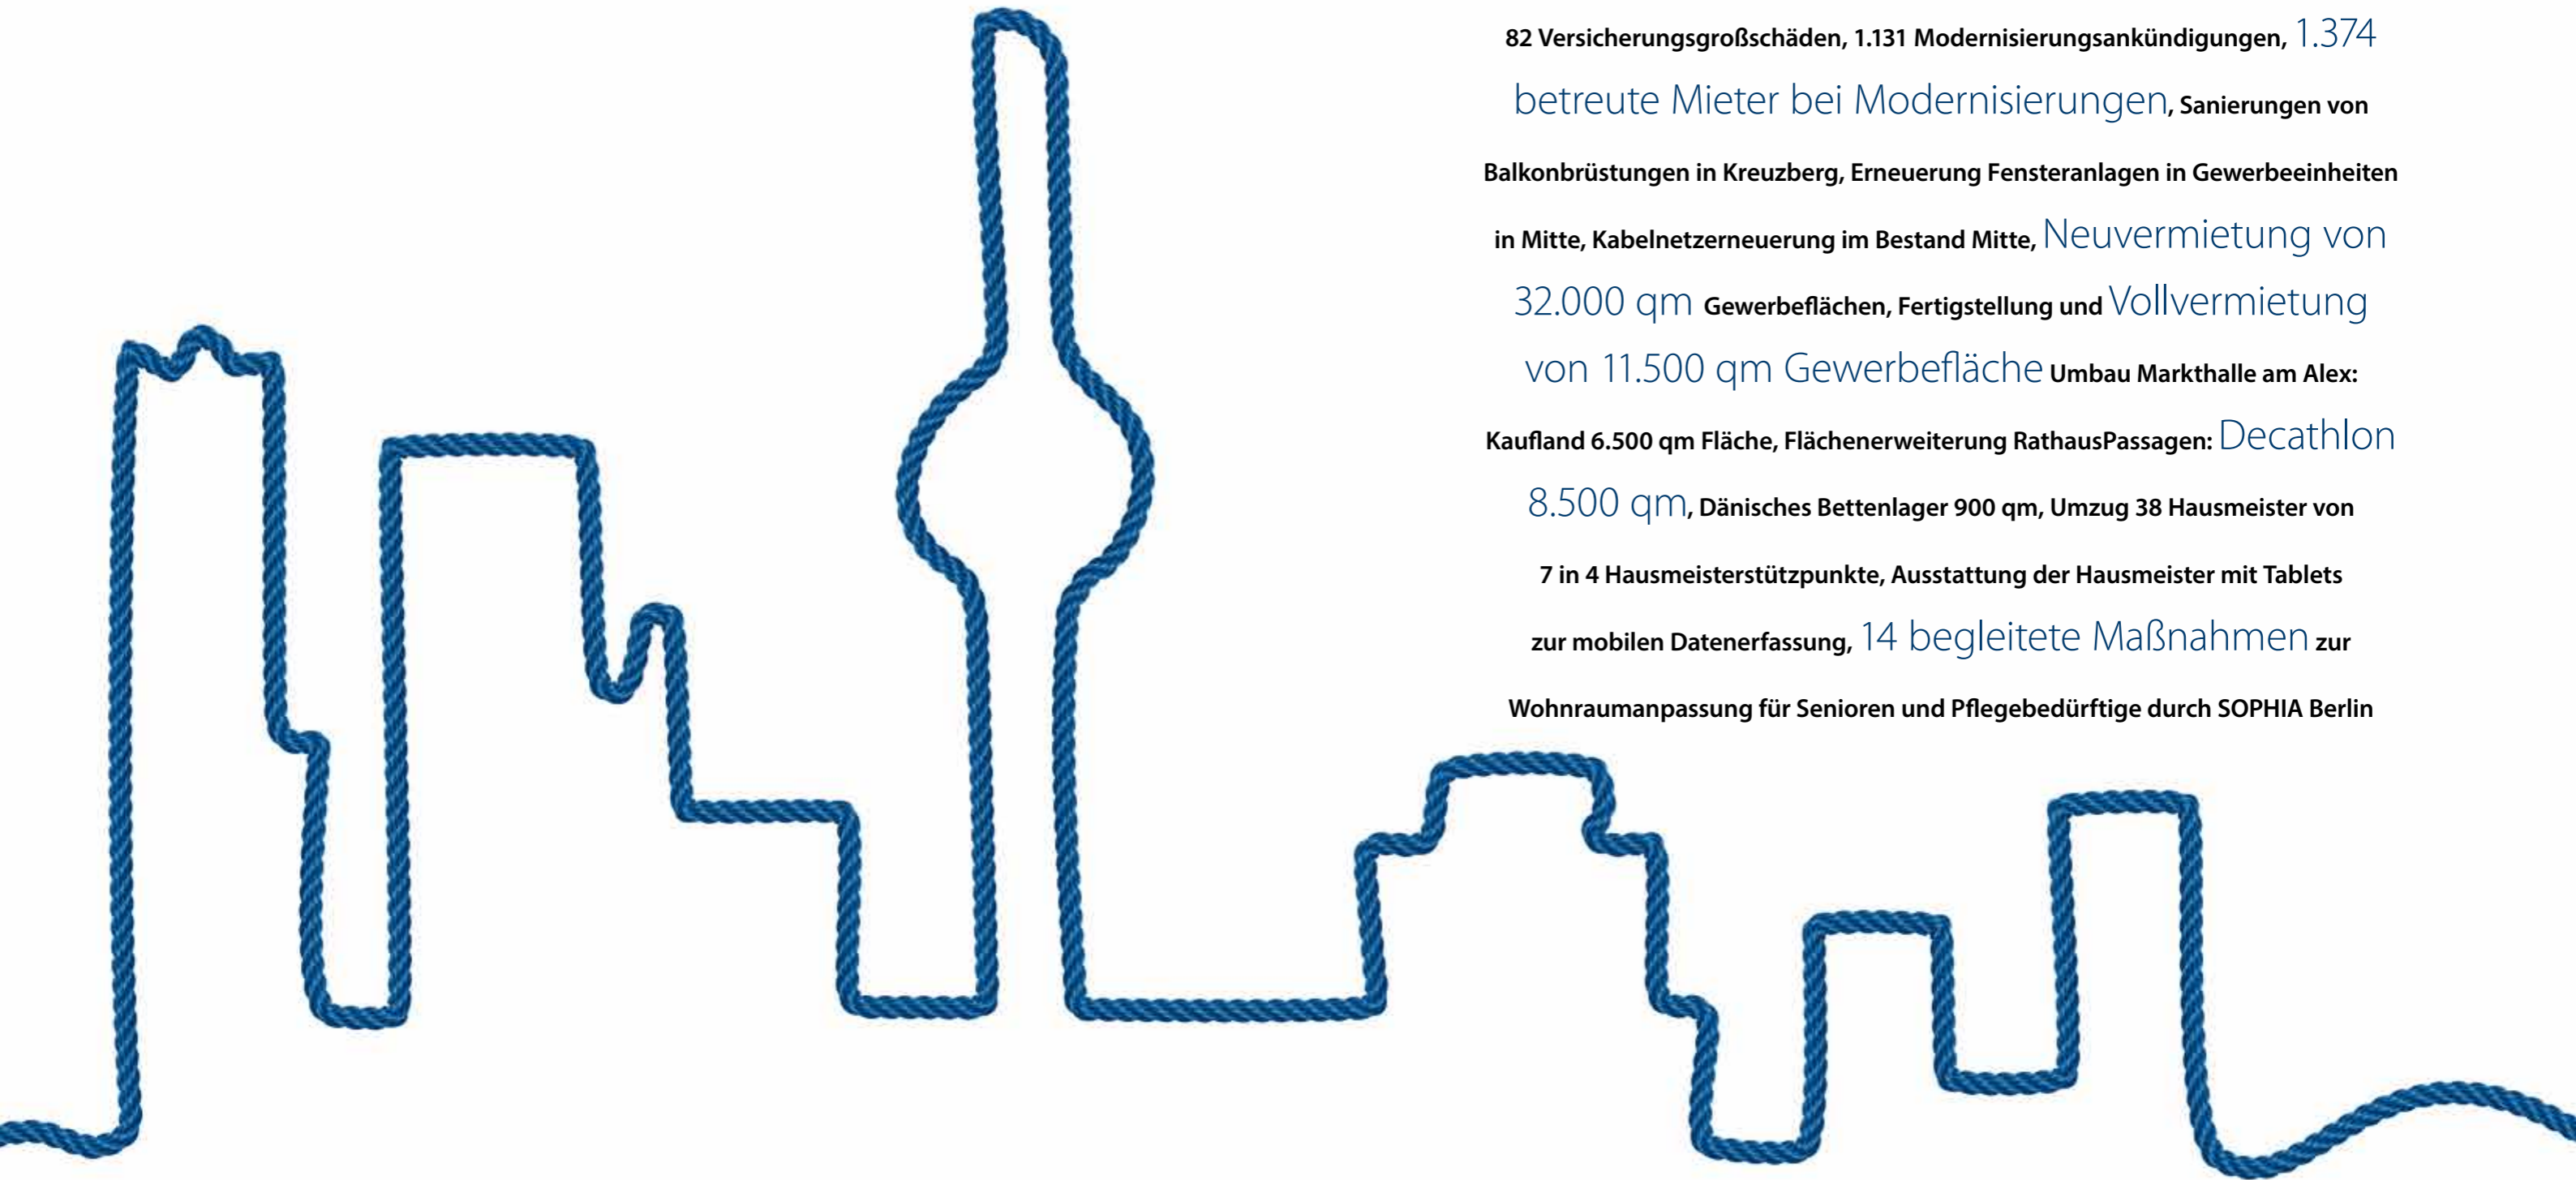 82 Versicherungsgroßschäden, 1.131 Modernisierungsankündigungen, 1.374
betreute Mieter bei Modernisierungen, Sanierungen von
Balkonbrüstungen in Kreuzberg, Erneuerung Fensteranlagen in Gewerbeeinheiten
in Mitte, Kabelnetzerneuerung im Bestand Mitte, Neuvermietung von
32.000 qm Gewerbeflächen, Fertigstellung und Vollvermietung
von 11.500 qm Gewerbefläche Umbau Markthalle am Alex:
Kaufland 6.500 qm Fläche, Flächenerweiterung RathausPassagen: Decathlon
8.500 qm, Dänisches Bettenlager 900 qm, Umzug 38 Hausmeister von
7 in 4 Hausmeisterstützpunkte, Ausstattung der Hausmeister mit Tablets
zur mobilen Datenerfassung, 14 begleitete Maßnahmen zur
Wohnraumanpassung für Senioren und Pflegebedürftige durch SOPHIA Berlin